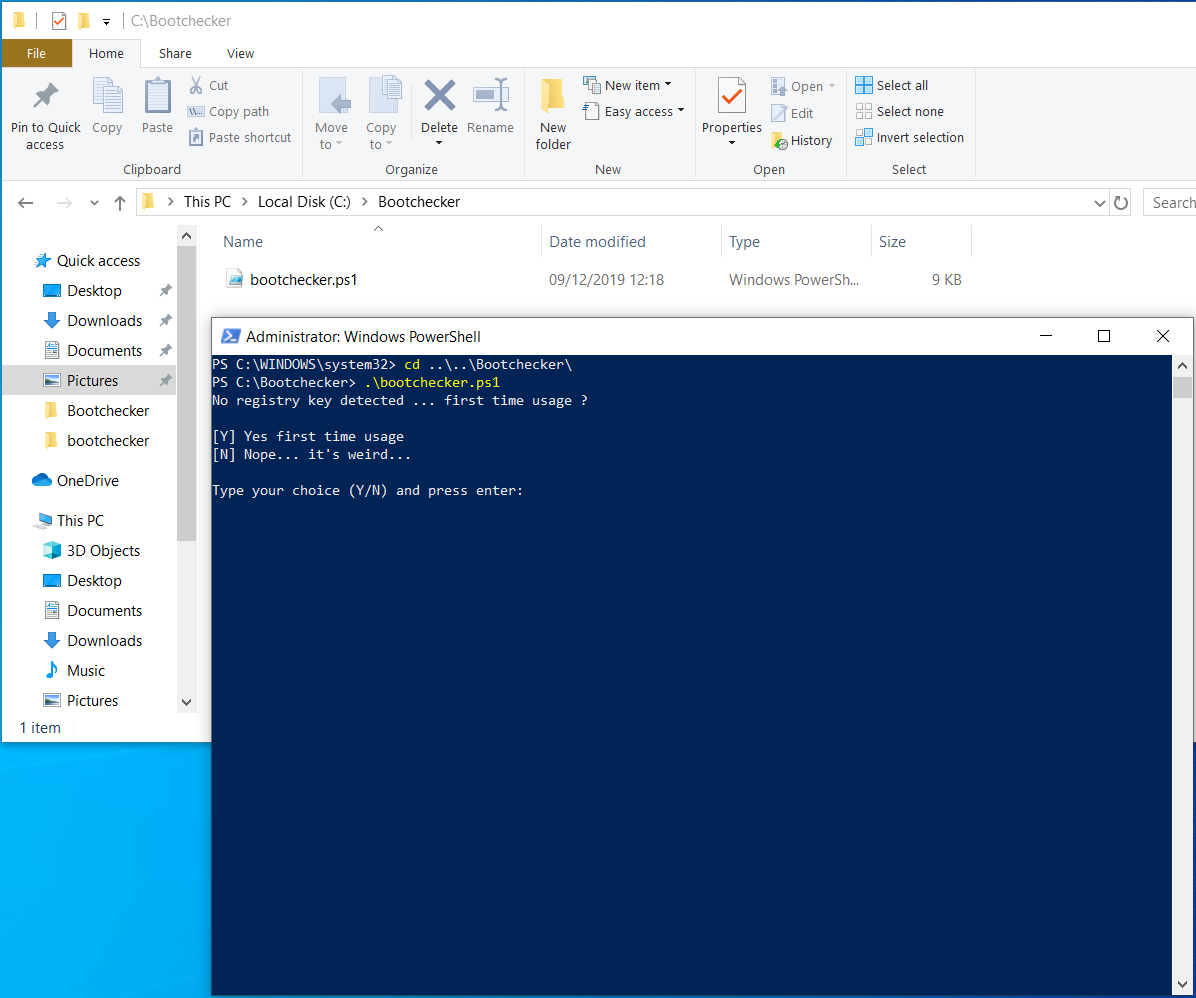 C:\Bootchecker
File Home Share View
Pin to Quick access
Copy
Paste
Cut
Copy path
Paste shortcut
Clipboard
Move to
Copy to
Delete
Rename
Organize
New folder
New item
Easy access
New
Properties
Open
Edit
History
Open
Select all
Select none
Invert selection
Select
This PC > Local Disk (C:) > Bootchecker
Search
Name Date modified Type Size
bootchecker.ps1 09/12/2019 12:18 Windows PowerSh... 9 KB
Quick access
Desktop
Downloads
Documents
Pictures
Bootchecker
bootchecker
OneDrive
This PC
3D Objects
Desktop
Documents
Downloads
Music
Pictures
1 item
Administrator: Windows PowerShell
PS C:\WINDOWS\system32> cd ..\..\Bootchecker\
PS C:\Bootchecker> .\bootchecker.ps1
No registry key detected ... first time usage ?
[Y] Yes first time usage
[N] Nope... it's weird...
Type your choice (Y/N) and press enter: